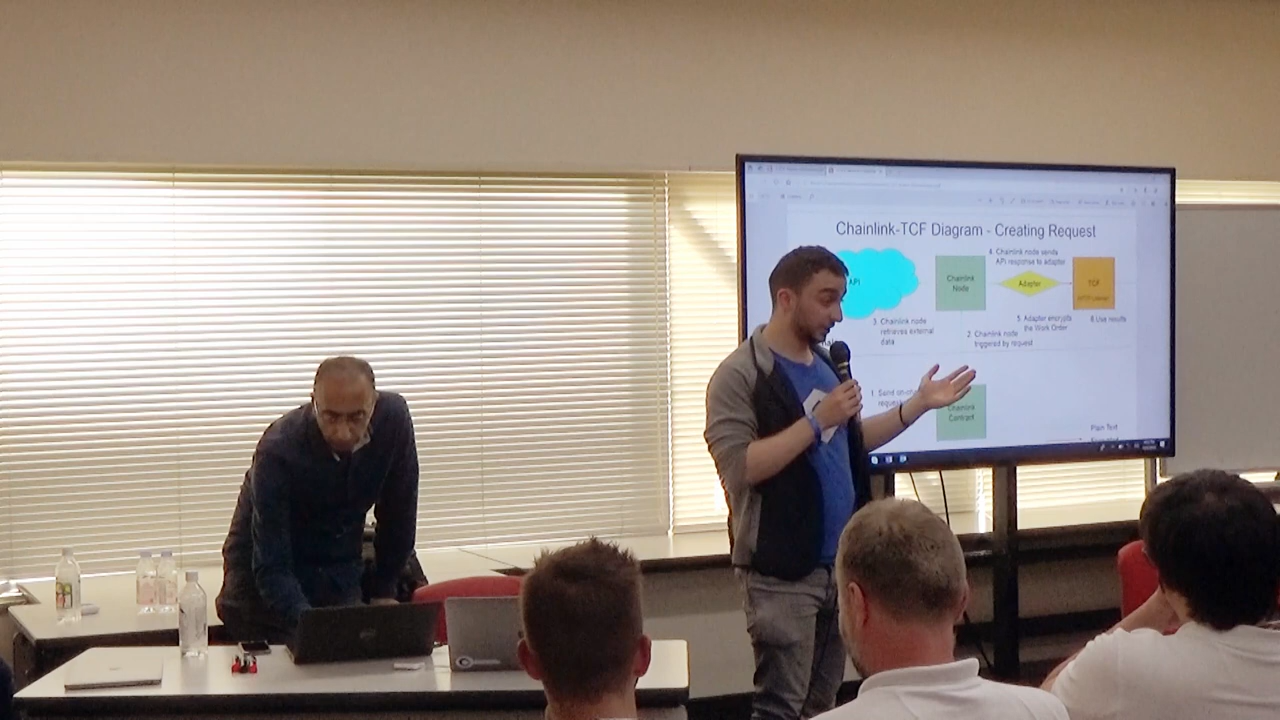 Chainlink-TCF Diagram - Creating Request
4. Chainlink node sends
API response to adaptor
API
Chainlink
Node
Adapter
TCF
3. Chainlink node
retrieves external
data
5. Adapter encrypts
the Work Order
6.Use results
2. Chainlink node
triggered by request
1. Send on-
request
Chainlink
Contract
Plain Text